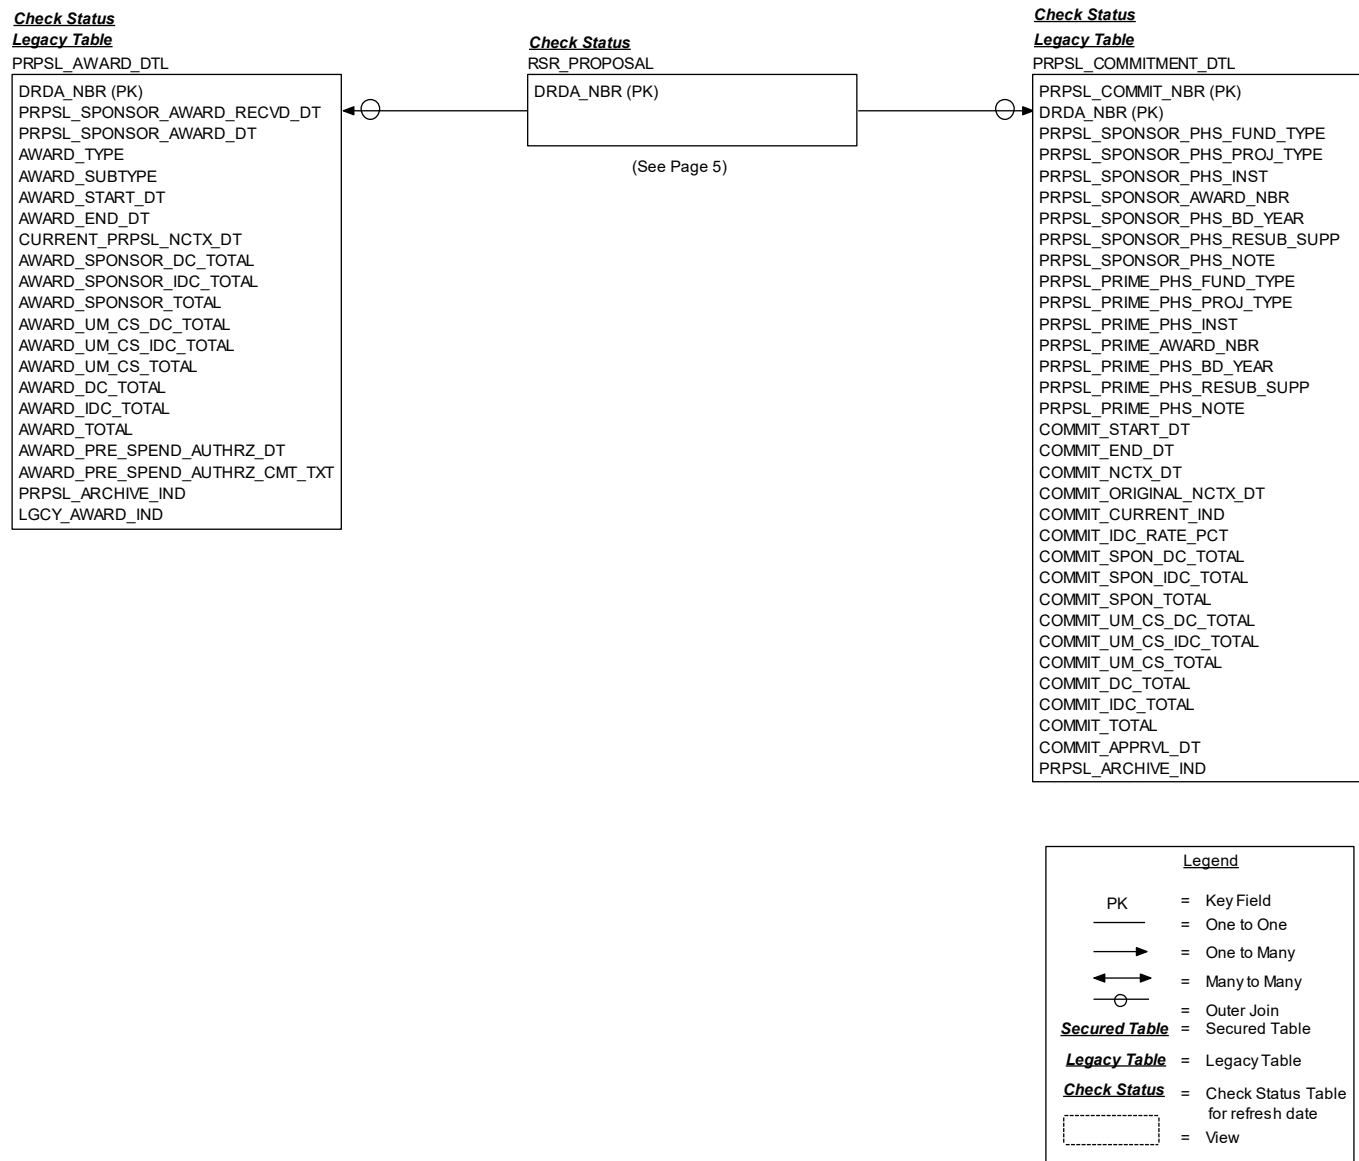 Check Status
Legacy Table
PRPSL_AWARD_DTL
DRDA_NBR (PK)
PRPSL_SPONSOR_AWARD_RECVD_DT
PRPSL_SPONSOR_AWARD_DT
AWARD_TYPE
AWARD_SUBTYPE
AWARD_START_DT
AWARD_END_DT
CURRENT_PRPSL_NCTX_DT
AWARD_SPONSOR_DC_TOTAL
AWARD_SPONSOR_IDC_TOTAL
AWARD_SPONSOR_TOTAL
AWARD_UM_CS_DC_TOTAL
AWARD_UM_CS_IDC_TOTAL
AWARD_UM_CS_TOTAL
AWARD_DC_TOTAL
AWARD_IDC_TOTAL
AWARD_TOTAL
AWARD_PRE_SPEND_AUTHRZ_DT
AWARD_PRE_SPEND_AUTHRZ_CMT_TXT
PRPSL_ARCHIVE_IND
LGCY_AWARD_IND
Check Status
RSR_PROPOSAL
DRDA_NBR (PK)
(See Page 5)
Check Status
Legacy Table
PRPSL_COMMITMENT_DTL
PRPSL_COMMIT_NBR (PK)
DRDA_NBR (PK)
PRPSL_SPONSOR_PHS_FUND_TYPE
PRPSL_SPONSOR_PHS_PROJ_TYPE
PRPSL_SPONSOR_PHS_INST
PRPSL_SPONSOR_AWARD_NBR
PRPSL_SPONSOR_PHS_BD_YEAR
PRPSL_SPONSOR_PHS_RESUB_SUPP
PRPSL_SPONSOR_PHS_NOTE
PRPSL_PRIME_PHS_FUND_TYPE
PRPSL_PRIME_PHS_PROJ_TYPE
PRPSL_PRIME_PHS_INST
PRPSL_PRIME_AWARD_NBR
PRPSL_PRIME_PHS_BD_YEAR
PRPSL_PRIME_PHS_RESUB_SUPP
PRPSL_PRIME_PHS_NOTE
COMMIT_START_DT
COMMIT_END_DT
COMMIT_NCTX_DT
COMMIT_ORIGINAL_NCTX_DT
COMMIT_CURRENT_IND
COMMIT_IDC_RATE_PCT
COMMIT_SPON_DC_TOTAL
COMMIT_SPON_IDC_TOTAL
COMMIT_SPON_TOTAL
COMMIT_UM_CS_DC_TOTAL
COMMIT_UM_CS_IDC_TOTAL
COMMIT_UM_CS_TOTAL
COMMIT_DC_TOTAL
COMMIT_IDC_TOTAL
COMMIT_TOTAL
COMMIT_APPRVL_DT
PRPSL_ARCHIVE_IND
Legend
PK = Key Field
= One to One
= One to Many
= Many to Many
= Outer Join
Secured Table = Secured Table
Legacy Table = Legacy Table
Check Status = Check Status Table
for refresh date
= View